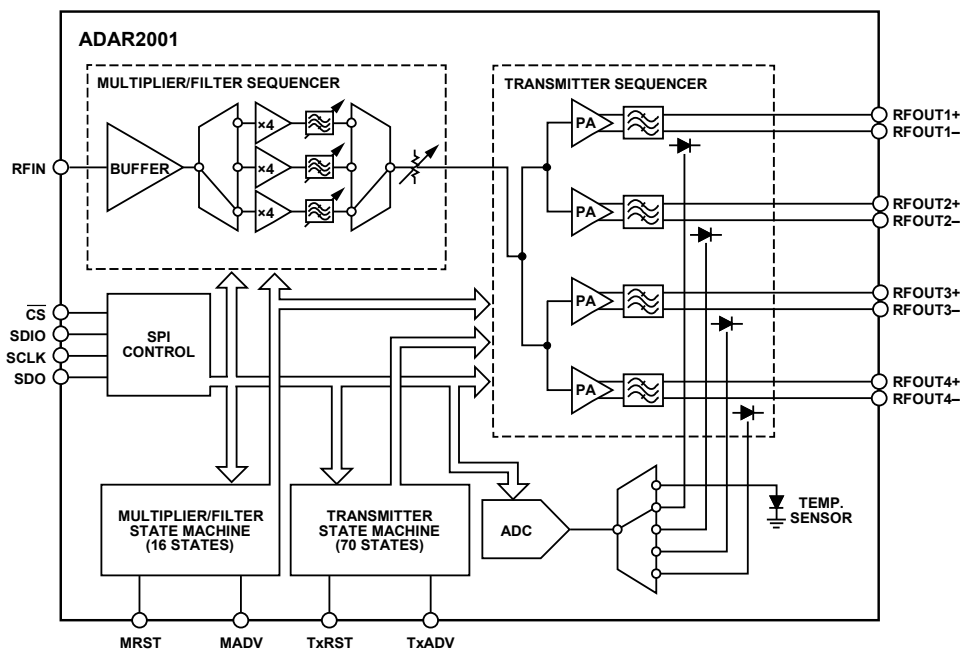 ADAR2001
MULTIPLIER/FILTER SEQUENCER
TRANSMITTER SEQUENCER
RFIN
BUFFER
×4
×4
×4
PA
PA
PA
PA
RFOUT1+
RFOUT1–
RFOUT2+
RFOUT2–
RFOUT3+
RFOUT3–
RFOUT4+
RFOUT4–
CS
SDIO
SCLK
SDO
SPI
CONTROL
MULTIPLIER/FILTER
STATE MACHINE
(16 STATES)
TRANSMITTER
STATE MACHINE
(70 STATES)
ADC
TEMP.
SENSOR
MRST
MADV
TxRST
TxADV